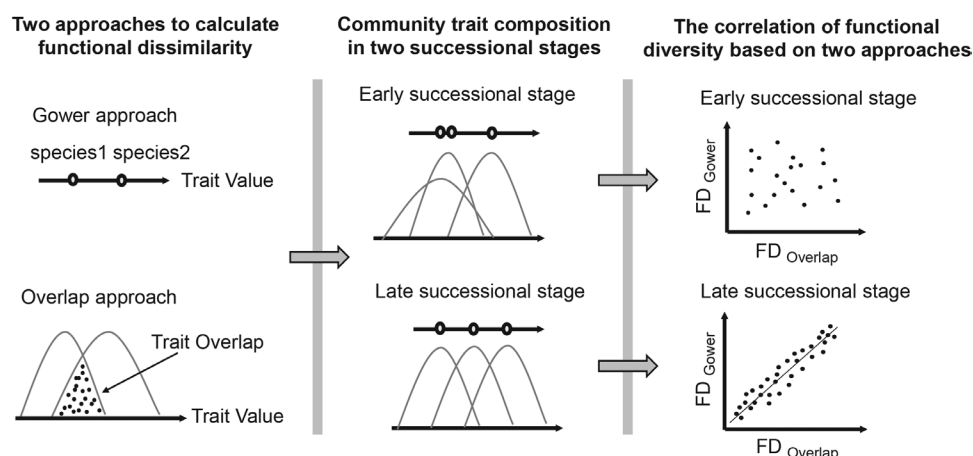 Two approaches to calculate
functional dissimilarity
Gower approach
species1 species2
Trait Value
Overlap approach
Trait Overlap
Trait Value
Community trait composition
in two successional stages
Early successional stage
Late successional stage
The correlation of functional
diversity based on two approaches
Early successional stage
FD Gower
FD Overlap
Late successional stage
FD Gower
FD Overlap